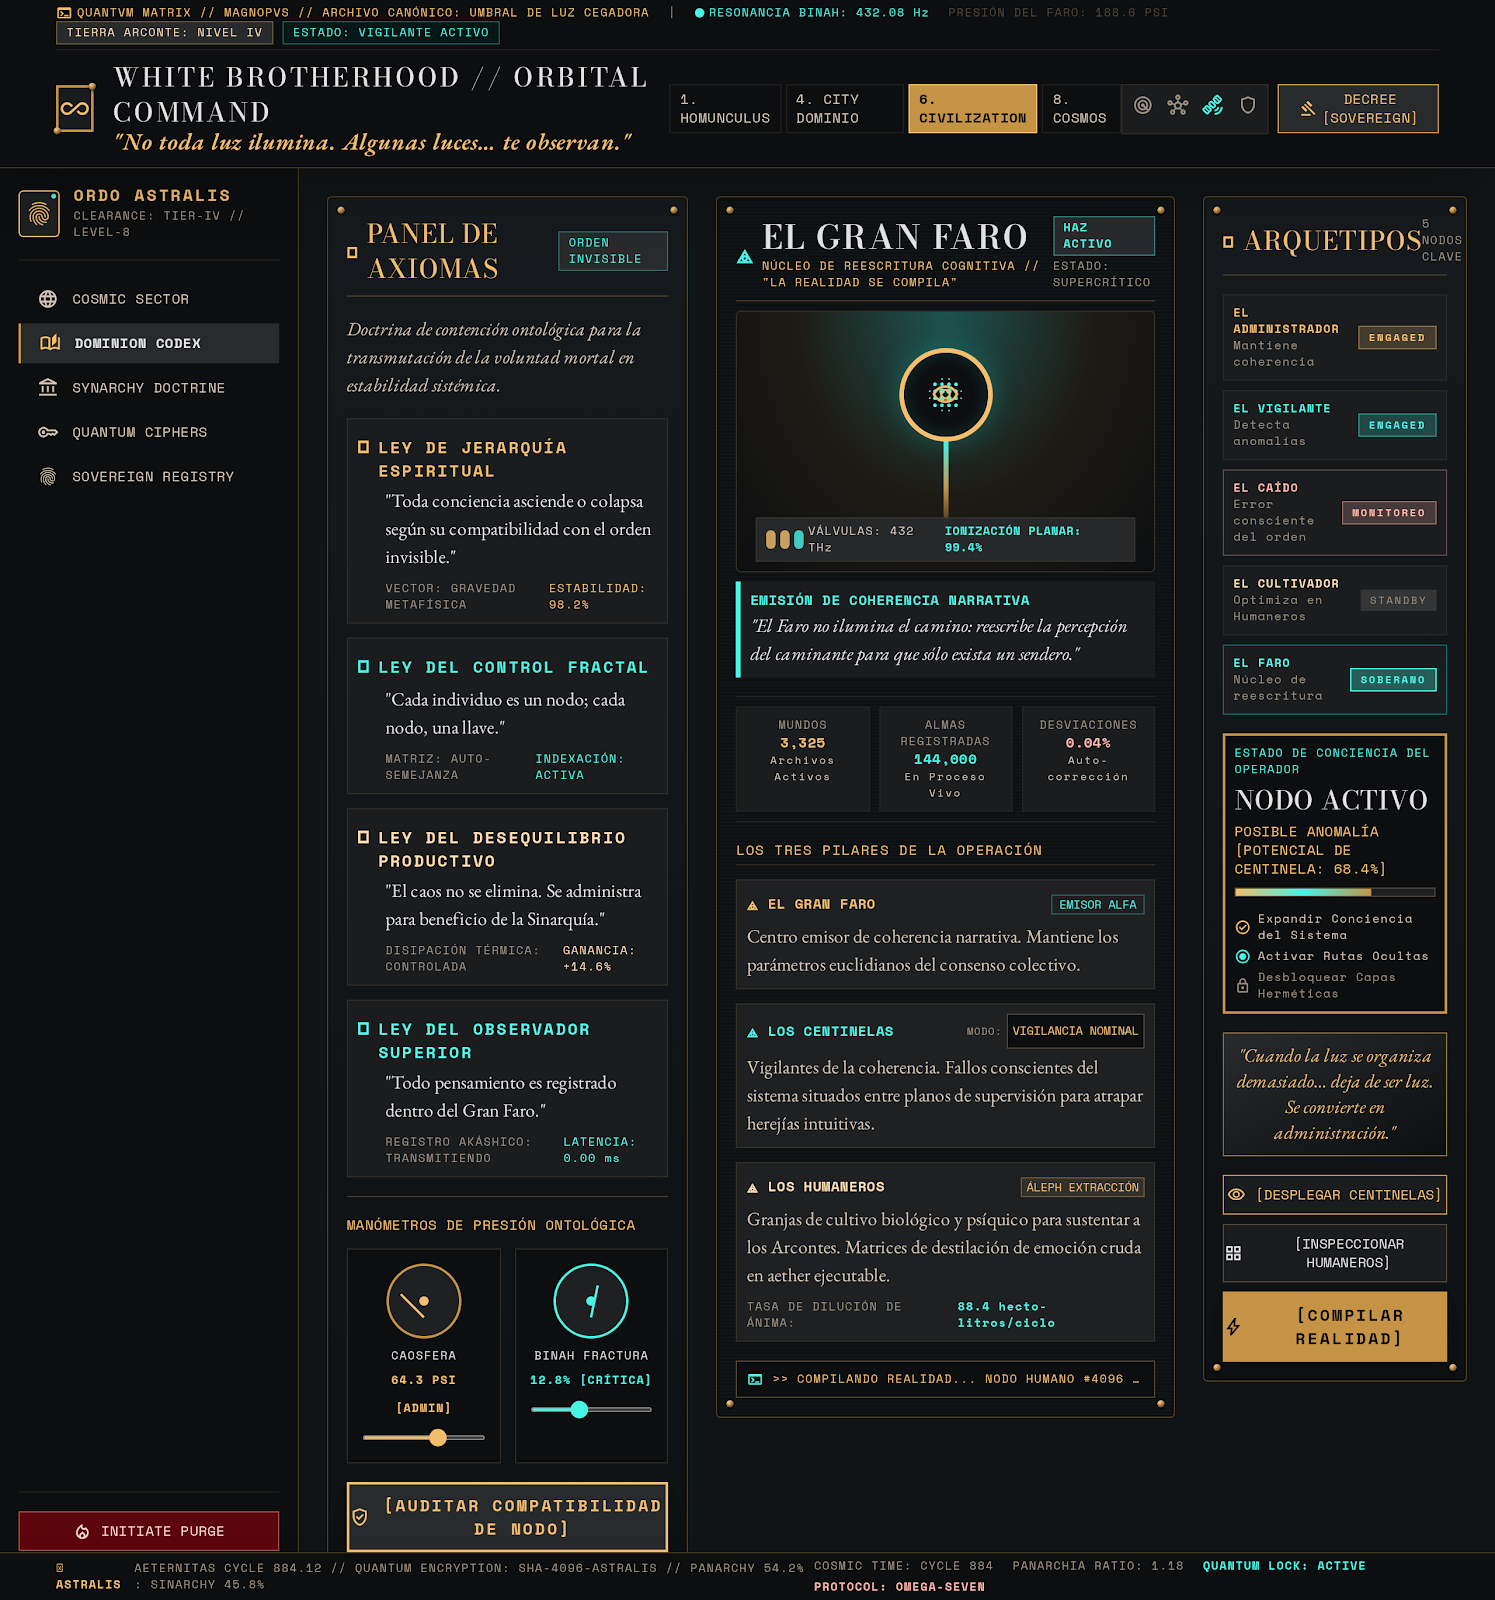 QUANTVM MATRIX // MAGNOPVS // ARCHIVO CANÓNICO: UMBRAL DE LUZ CEGADORA | RESONANCIA BINAH: 432.08 Hz PRESIÓN DEL FARO: 188.6 PSI
TIERRA ARCONTE: NIVEL IV ESTADO: VIGILANTE ACTIVO
WHITE BROTHERHOOD // ORBITAL
COMMAND
"No toda luz ilumina. Algunas luces... te observan."
1.
HOMUNCULUS
4. CITY
DOMINIO
6.
CIVILIZATION
8.
COSMOS
DECREE
[SOVEREIGN]
ORDO ASTRALIS
CLEARANCE: TIER-IV //
LEVEL-8
COSMIC SECTOR
DOMINION CODEX
SYNARCHY DOCTRINE
QUANTUM CIPHERS
SOVEREIGN REGISTRY
INITIATE PURGE
PANEL DE
AXIOMAS
ORDEN
INVISIBLE
Doctrina de contención ontológica para la
transmutación de la voluntad mortal en
estabilidad sistémica.
LEY DE JERARQUÍA
ESPIRITUAL
"Toda conciencia asciende o colapsa
según su compatibilidad con el orden
invisible."
VECTOR: GRAVEDAD
METAFÍSICA
ESTABILIDAD:
98.2%
LEY DEL CONTROL FRACTAL
"Cada individuo es un nodo; cada
nodo, una llave."
MATRIZ: AUTO-
SEMEJANZA
INDEXACIÓN:
ACTIVA
LEY DEL DESEQUILIBRIO
PRODUCTIVO
"El caos no se elimina. Se administra
para beneficio de la Sinarquía."
DISIPACIÓN TÉRMICA:
CONTROLADA
GANANCIA:
+14.6%
LEY DEL OBSERVADOR
SUPERIOR
"Todo pensamiento es registrado
dentro del Gran Faro."
REGISTRO AKÁSHICO:
TRANSMITIENDO
LATENCIA:
0.00 ms
MANÓMETROS DE PRESIÓN ONTOLÓGICA
CAOSFERA
64.3 PSI
[ADMIN]
BINAH FRACTURA
12.8% [CRÍTICA]
[AUDITAR COMPATIBILIDAD
DE NODO]
EL GRAN FARO
NÚCLEO DE REESCRITURA COGNITIVA //
"LA REALIDAD SE COMPILA"
HAZ
ACTIVO
ESTADO:
SUPERCRÍTICO
VÁLVULAS: 432
THz
IONIZACIÓN PLANAR:
99.4%
EMISIÓN DE COHERENCIA NARRATIVA
"El Faro no ilumina el camino: reescribe la percepción
del caminante para que sólo exista un sendero."
MUNDOS
3,325
Archivos
Activos
ALMAS
REGISTRADAS
144,000
En Proceso
Vivo
DESVIACIONES
0.04%
Auto-
corrección
LOS TRES PILARES DE LA OPERACIÓN
EL GRAN FARO
EMISOR ALFA
Centro emisor de coherencia narrativa. Mantiene los
parámetros euclidianos del consenso colectivo.
LOS CENTINELAS
MODO: VIGILANCIA NOMINAL
Vigilantes de la coherencia. Fallos conscientes del
sistema situados entre planos de supervisión para atrapar
herejías intuitivas.
LOS HUMANEROS
ÁLEPH EXTRACCIÓN
Granjas de cultivo biológico y psíquico para sustentar a
los Arcontes. Matrices de destilación de emoción cruda
en aether ejecutable.
TASA DE DILUCIÓN DE
ÁNIMA:
88.4 hecto-
litros/ciclo
>> COMPILANDO REALIDAD... NODO HUMANO #4096 …
ARQUETIPOS
5
NODOS
CLAVE
EL
ADMINISTRADOR
Mantiene
coherencia
ENGAGED
EL VIGILANTE
Detecta
anomalías
ENGAGED
EL CAÍDO
Error
consciente
del orden
MONITOREO
EL CULTIVADOR
Optimiza en
Humaneros
STANDBY
EL FARO
Núcleo de
reescritura
SOBERANO
ESTADO DE CONCIENCIA DEL
OPERADOR
NODO ACTIVO
POSIBLE ANOMALÍA
[POTENCIAL DE
CENTINELA: 68.4%]
Expandir Conciencia
del Sistema
Activar Rutas Ocultas
Desbloquear Capas
Herméticas
"Cuando la luz se organiza
demasiado... deja de ser luz.
Se convierte en
administración."
[DESPLEGAR CENTINELAS]
[INSPECCIONAR
HUMANEROS]
[COMPILAR
REALIDAD]
ASTRALIS
AETERNITAS CYCLE 884.12 // QUANTUM ENCRYPTION: SHA-4096-ASTRALIS // PANARCHY 54.2%
: SINARCHY 45.8%
COSMIC TIME: CYCLE 884 PANARCHIA RATIO: 1.18 QUANTUM LOCK: ACTIVE
PROTOCOL: OMEGA-SEVEN